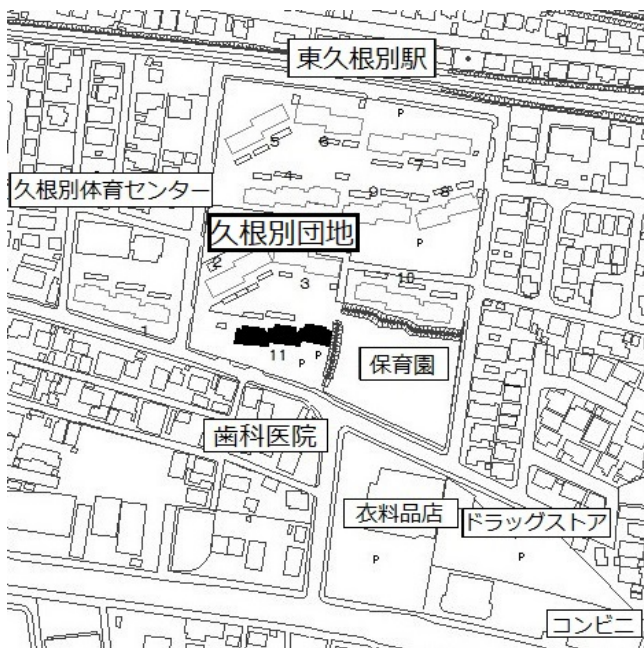 東久根別駅
P
5
6
7
4
久根別体育センター
9
8
久根別団地
P
2
3
10
1
11
P
P
保育園
歯科医院
衣料品店
ドラッグストア
P
P
コンビニ